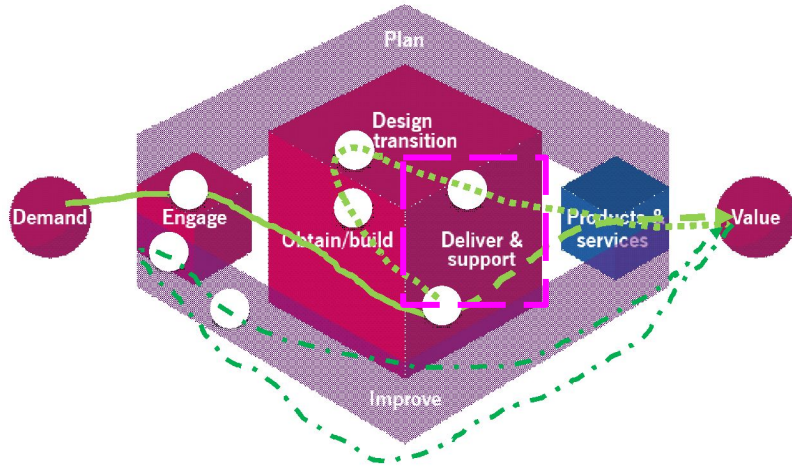 Plan
Design
transition
Demand
Engage
Obtain/build
Deliver &
support
Products &
services
Value
Improve